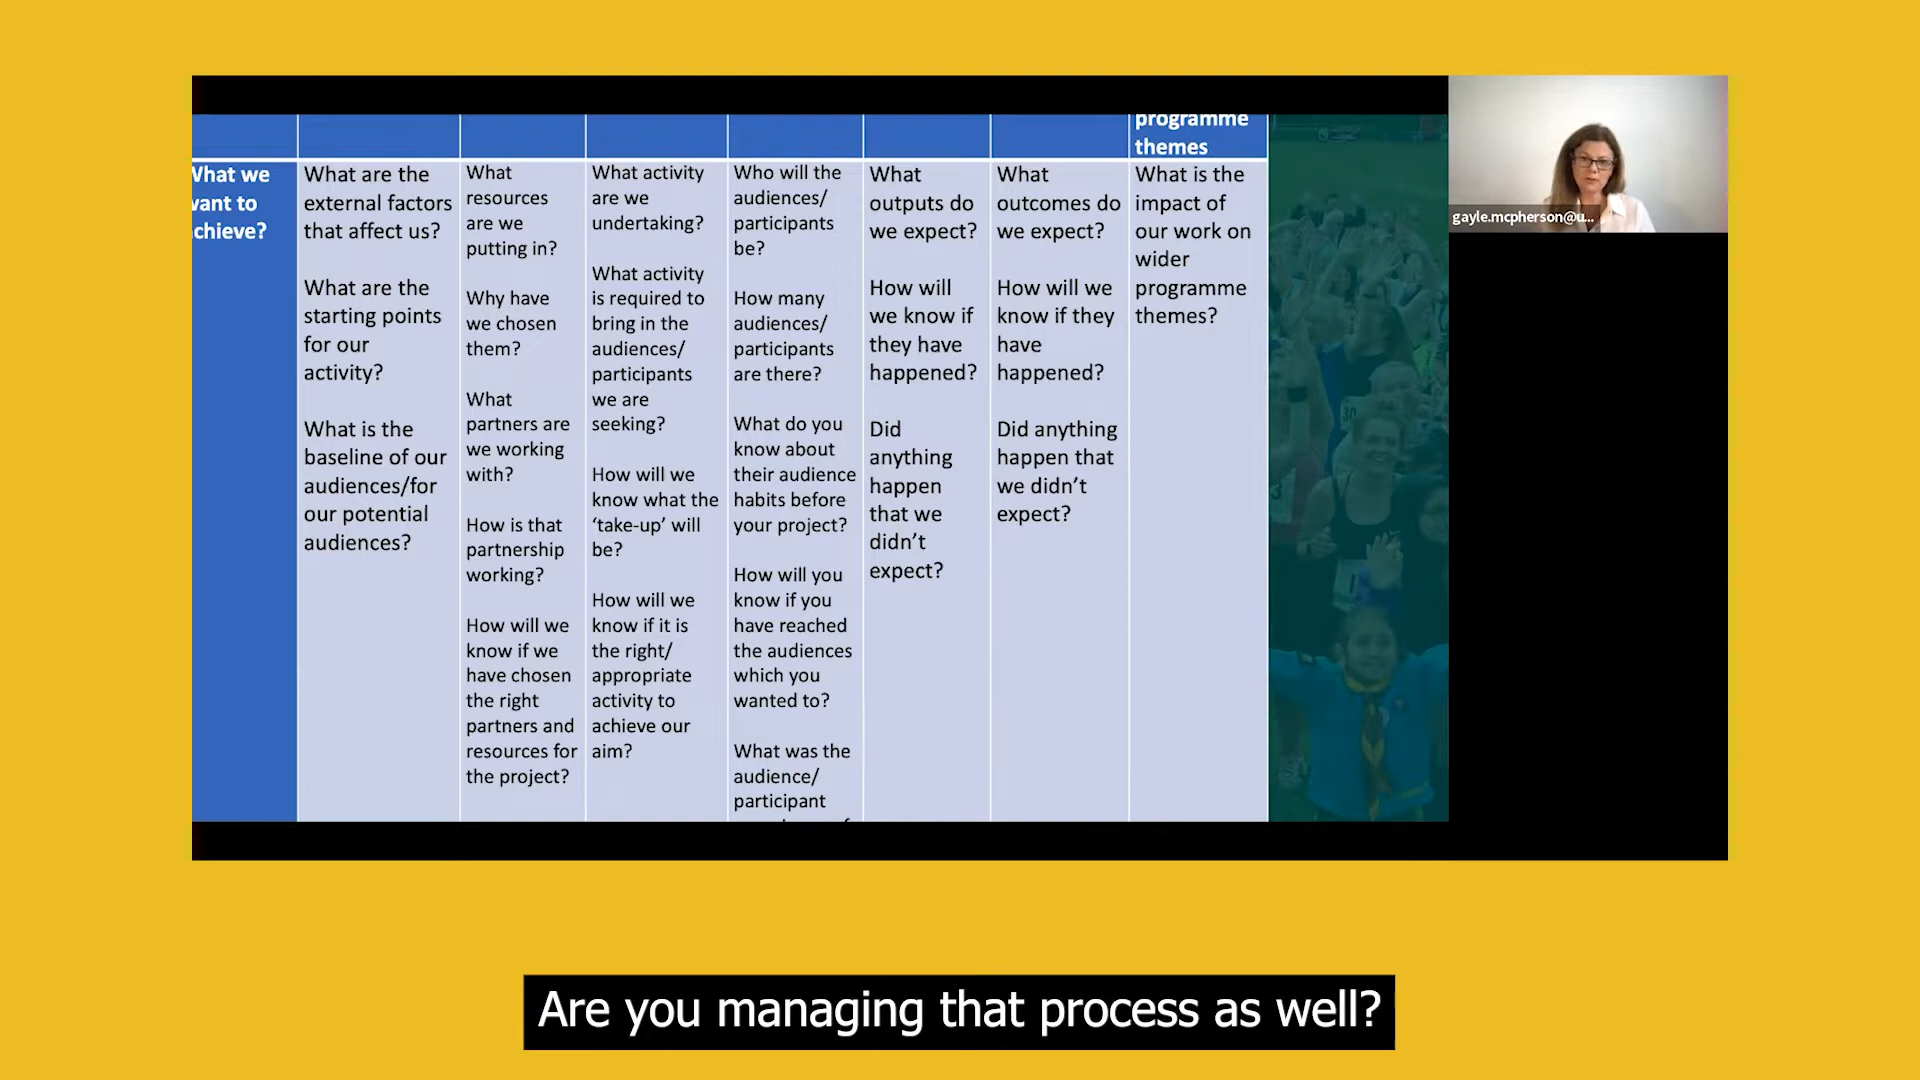 programme
themes
What we
want to
achieve?
What are the
external factors
that affect us?
What are the
starting points
for our
activity?
What is the
baseline of our
audiences/for
our potential
audiences?
What
resources
are we
putting in?
Why have
we chosen
them?
What
partners are
we working
with?
How is that
partnership
working?
How will we
know if we
have chosen
the right
partners and
resources for
the project?
What activity
are we
undertaking?
What activity
is required to
bring in the
audiences/
participants
we are
seeking?
How will we
know what the
‘take-up’ will
be?
How will we
know if it is
the right/
appropriate
activity to
achieve our
aim?
Who will the
audiences/
participants
be?
How many
audiences/
participants
are there?
What do you
know about
their audience
habits before
your project?
How will you
know if you
have reached
the audiences
which you
wanted to?
What was the
audience/
participant
What
outputs do
we expect?
How will
we know if
they have
happened?
Did
anything
happen
that we
didn’t
expect?
What
outcomes do
we expect?
How will we
know if they
have
happened?
Did anything
happen that
we didn’t
expect?
What is the
impact of
our work on
wider
programme
themes?
30
gayle.mcpherson@u...
Are you managing that process as well?